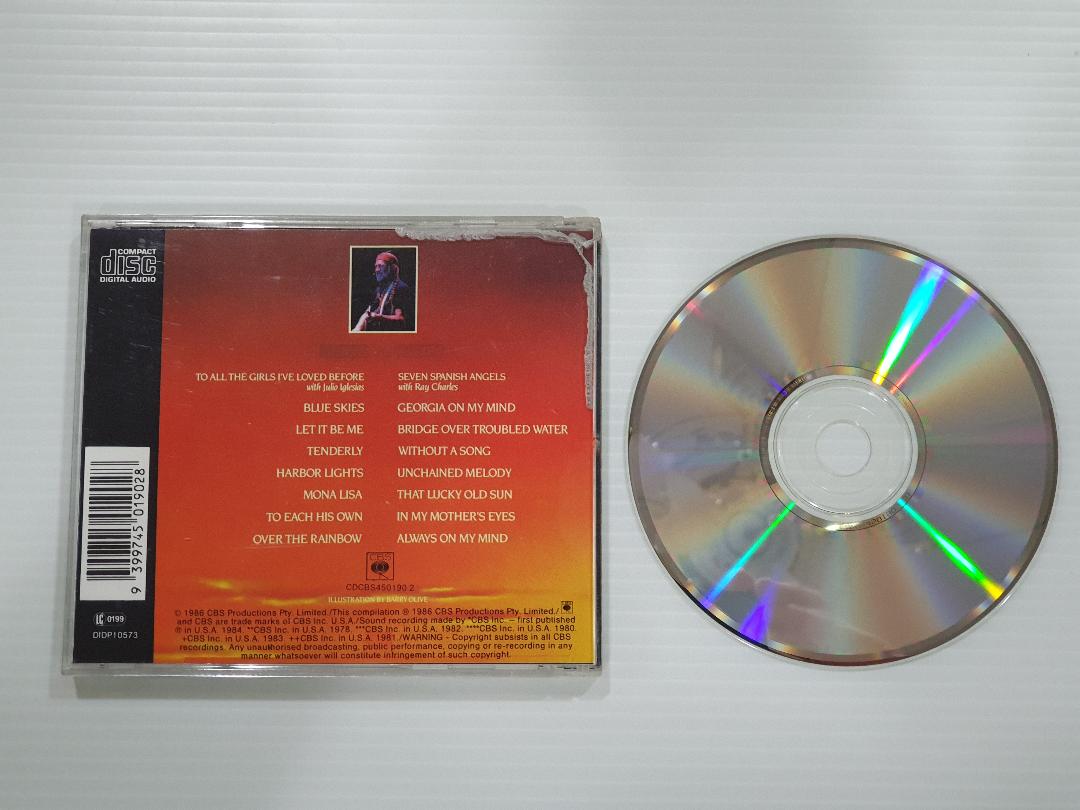 COMPACT
disc
DIGITAL AUDIO
TO ALL THE GIRLS I'VE LOVED BEFORE
with Julio Iglesias
BLUE SKIES
LET IT BE ME
TENDERLY
HARBOR LIGHTS
MONA LISA
TO EACH HIS OWN
OVER THE RAINBOW
SEVEN SPANISH ANGELS
with Ray Charles
GEORGIA ON MY MIND
BRIDGE OVER TROUBLED WATER
WITHOUT A SONG
UNCHAINED MELODY
THAT LUCKY OLD SUN
IN MY MOTHER'S EYES
ALWAYS ON MY MIND
CBS
CDCBS450190 2
ILLUSTRATION BY BARRY OLIVE
© 1986 CBS Productions Pty. Limited./This compilation ℗ 1986 CBS Productions Pty. Limited./
and CBS are trade marks of CBS Inc. U.S.A./Sound recording made by *CBS Inc. – first published
℗ in U.S.A. 1984. **CBS Inc. in U.S.A. 1978. ***CBS Inc. in U.S.A. 1982. ****CBS Inc. in U.S.A. 1980.
+CBS Inc. in U.S.A. 1983. ++CBS Inc. in U.S.A. 1981./WARNING - Copyright subsists in all CBS
recordings. Any unauthorised broadcasting, public performance, copying or re-recording in any
manner whatsoever will constitute infringement of such copyright.
9 399745 019028
LC 0199
DIDP10573